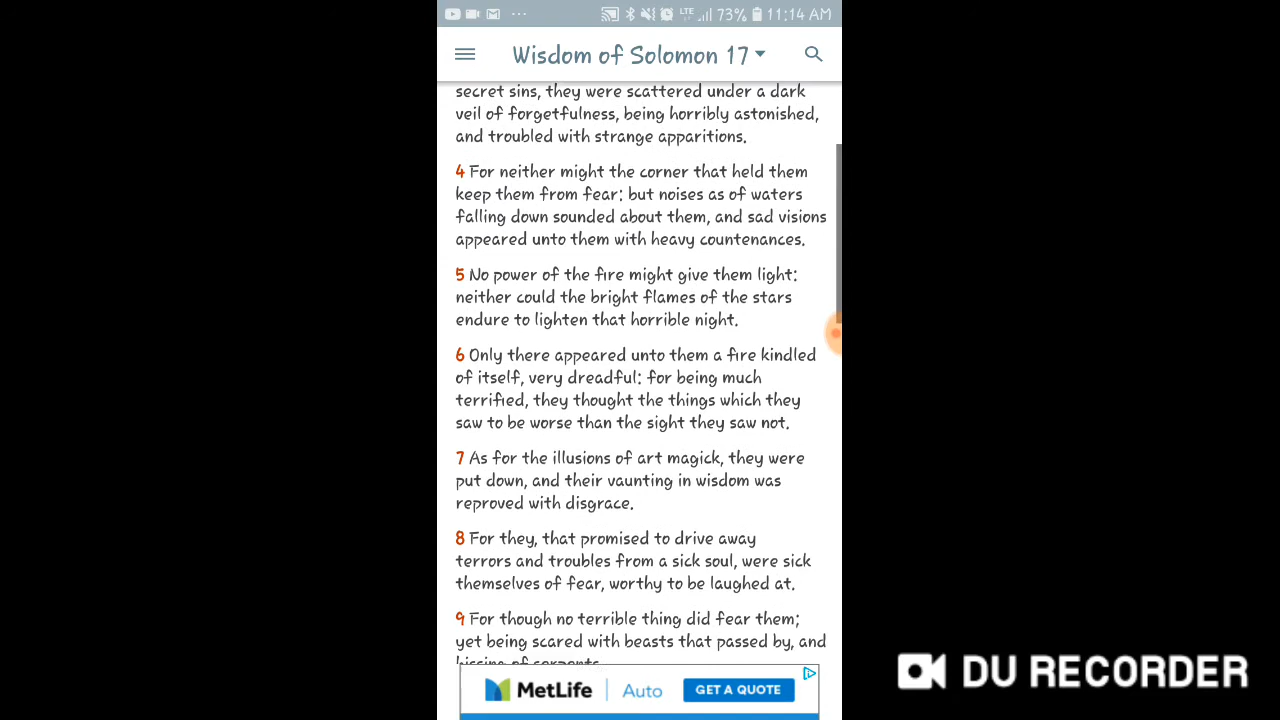 LTE 73% 11:14 AM
Wisdom of Solomon 17
secret sins, they were scattered under a dark
veil of forgetfulness, being horribly astonished,
and troubled with strange apparitions.
4 For neither might the corner that held them
keep them from fear: but noises as of waters
falling down sounded about them, and sad visions
appeared unto them with heavy countenances.
5 No power of the fire might give them light:
neither could the bright flames of the stars
endure to lighten that horrible night.
6 Only there appeared unto them a fire kindled
of itself, very dreadful: for being much
terrified, they thought the things which they
saw to be worse than the sight they saw not.
7 As for the illusions of art magick, they were
put down, and their vaunting in wisdom was
reproved with disgrace.
8 For they, that promised to drive away
terrors and troubles from a sick soul, were sick
themselves of fear, worthy to be laughed at.
9 For though no terrible thing did fear them;
yet being scared with beasts that passed by, and
hissing of serpents
MetLife Auto GET A QUOTE
DU RECORDER